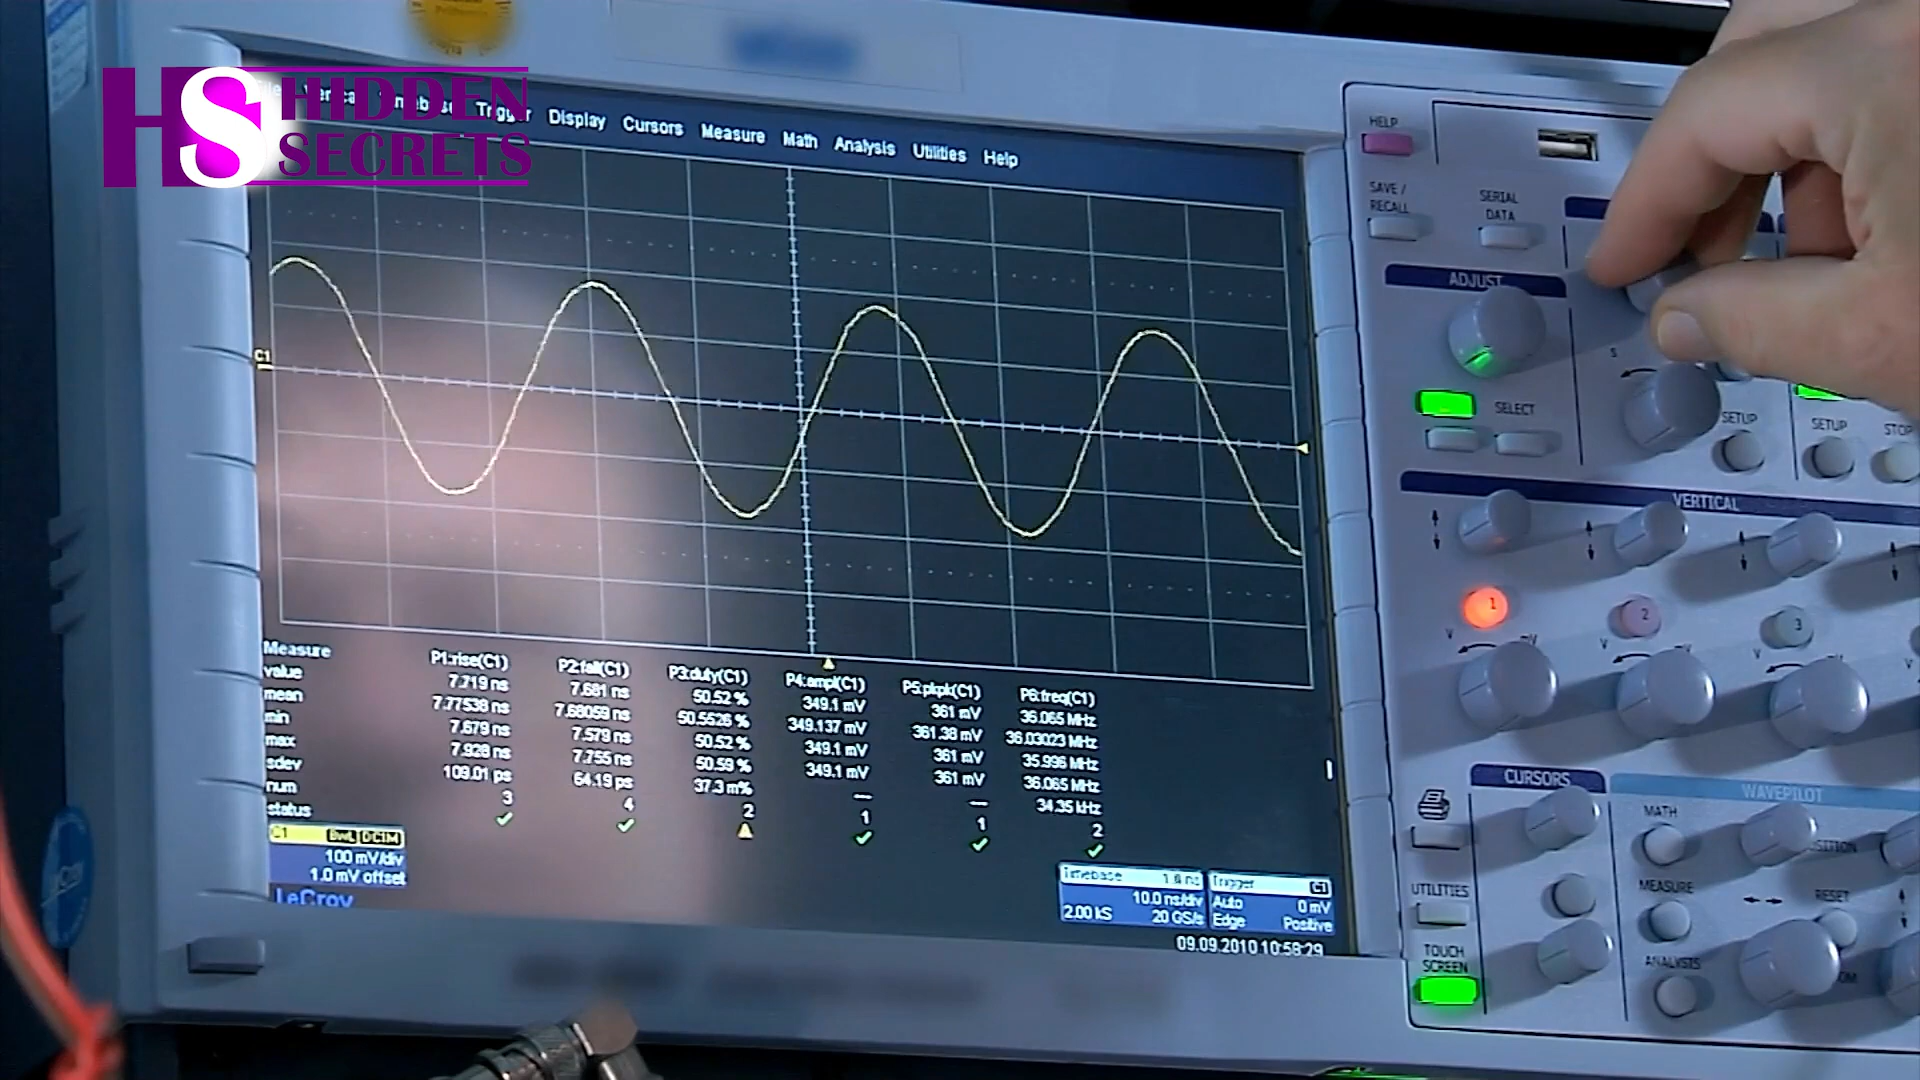 HIDDEN
SECRETS
HS
Trigger Display Cursors Measure Math Analysis Utilities Help
C1
Measure P1:rise(C1) P2:fall(C1) P3:duty(C1) P4:ampl(C1) P5:pkpk(C1) P6:freq(C1)
value 7.719 ns 7.681 ns 50.52 % 349.1 mV 361 mV 36.065 MHz
mean 7.77538 ns 7.68059 ns 50.5526 % 349.137 mV 361.38 mV 36.03023 MHz
min 7.679 ns 7.579 ns 50.52 % 349.1 mV 361 mV 35.996 MHz
max 7.928 ns 7.755 ns 50.59 % 349.1 mV 361 mV 36.065 MHz
sdev 109.01 ps 64.19 ps 37.3 m% --- --- 34.35 kHz
num 3 4 2 1 1 2
status
C1 BwL DC1M
100 mV/div
1.0 mV offset
LeCroy
Timebase
10.0 ns/div
2.00 kS 20 GS/s
Trigger C1
Auto 0 mV
Edge Positive
09.09.2010 10:58:29
HELP
SAVE /
RECALL
SERIAL
DATA
ADJUST
SELECT
SETUP
SETUP
STOP
VERTICAL
1
2
3
V mV
V mV
V
CURSORS
WAVEPILOT
MATH
MEASURE
RESET
ANALYSIS
UTILITIES
TOUCH
SCREEN